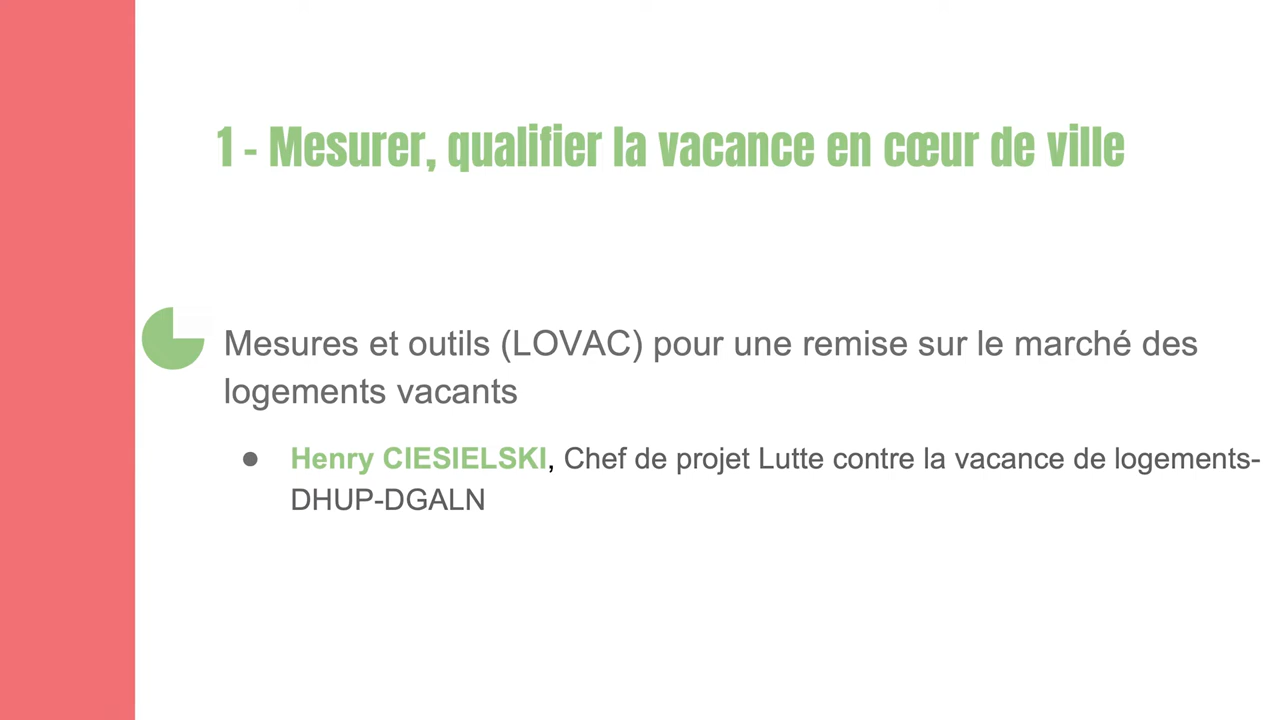 1 - Mesurer, qualifier la vacance en cœur de ville
Mesures et outils (LOVAC) pour une remise sur le marché des
logements vacants
● Henry CIESIELSKI, Chef de projet Lutte contre la vacance de logements-
DHUP-DGALN